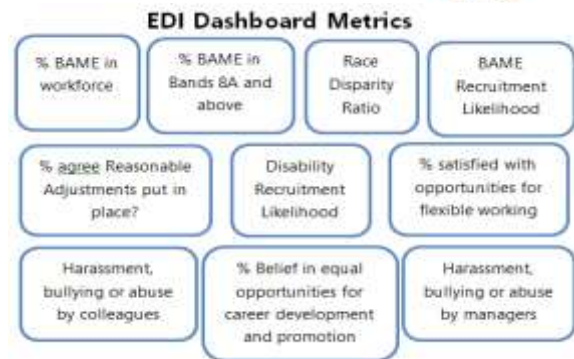 EDI Dashboard Metrics
% BAME in
workforce
% BAME in
Bands 8A and
above
Race
Disparity
Ratio
BAME
Recruitment
Likelihood
% agree Reasonable
Adjustments put in
place?
Disability
Recruitment
Likelihood
% satisfied with
opportunities for
flexible working
Harassment,
bullying or abuse
by colleagues
% Belief in equal
opportunities for
career development
and promotion
Harassment,
bullying or abuse
by managers